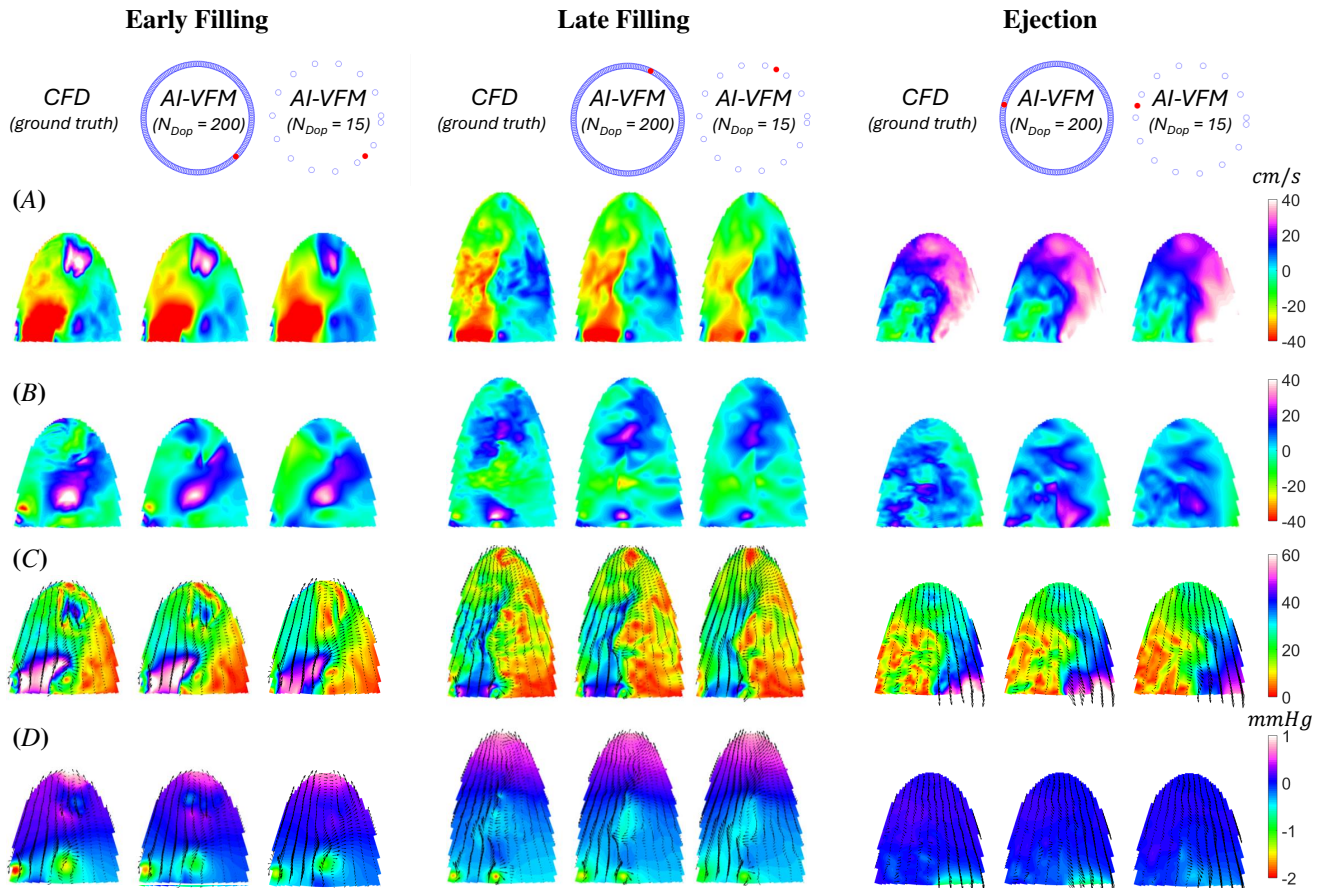 Early Filling Late Filling Ejection
CFD AI-VFM AI-VFM CFD AI-VFM AI-VFM CFD AI-VFM AI-VFM
(ground truth) (N_Dop = 200) (N_Dop = 15) (ground truth) (N_Dop = 200) (N_Dop = 15) (ground truth) (N_Dop = 200) (N_Dop = 15)
cm/s
(A)
40
20
0
-20
-40
(B)
40
20
0
-20
-40
(C)
60
40
20
0
mmHg
(D)
1
0
-1
-2